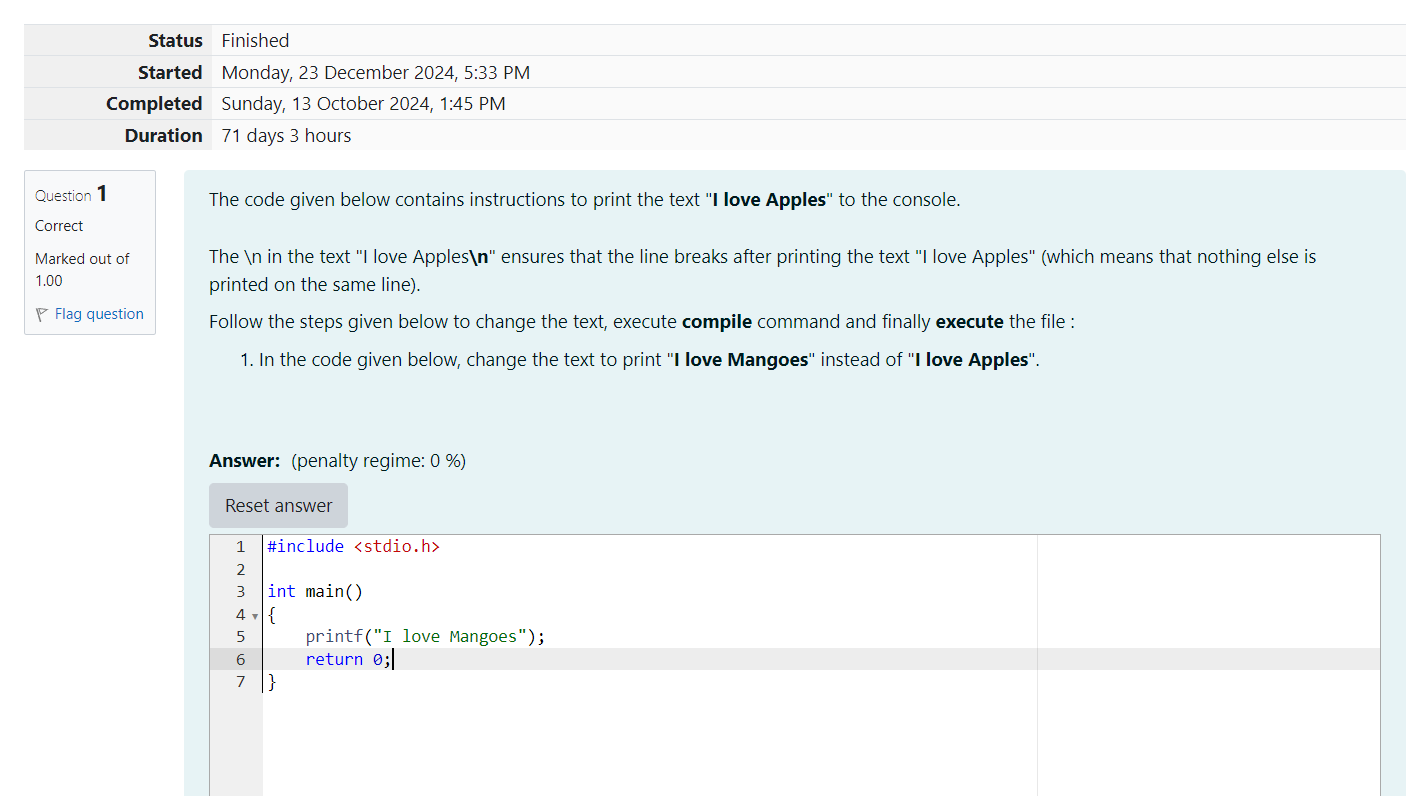 Status Finished
Started Monday, 23 December 2024, 5:33 PM
Completed Sunday, 13 October 2024, 1:45 PM
Duration 71 days 3 hours
Question 1
Correct
Marked out of
1.00
Flag question
The code given below contains instructions to print the text "I love Apples" to the console.
The \n in the text "I love Apples\n" ensures that the line breaks after printing the text "I love Apples" (which means that nothing else is
printed on the same line).
Follow the steps given below to change the text, execute compile command and finally execute the file :
1. In the code given below, change the text to print "I love Mangoes" instead of "I love Apples".
Answer: (penalty regime: 0 %)
Reset answer
1 #include <stdio.h>
2
3 int main()
4 {
5     printf("I love Mangoes");
6     return 0;
7 }